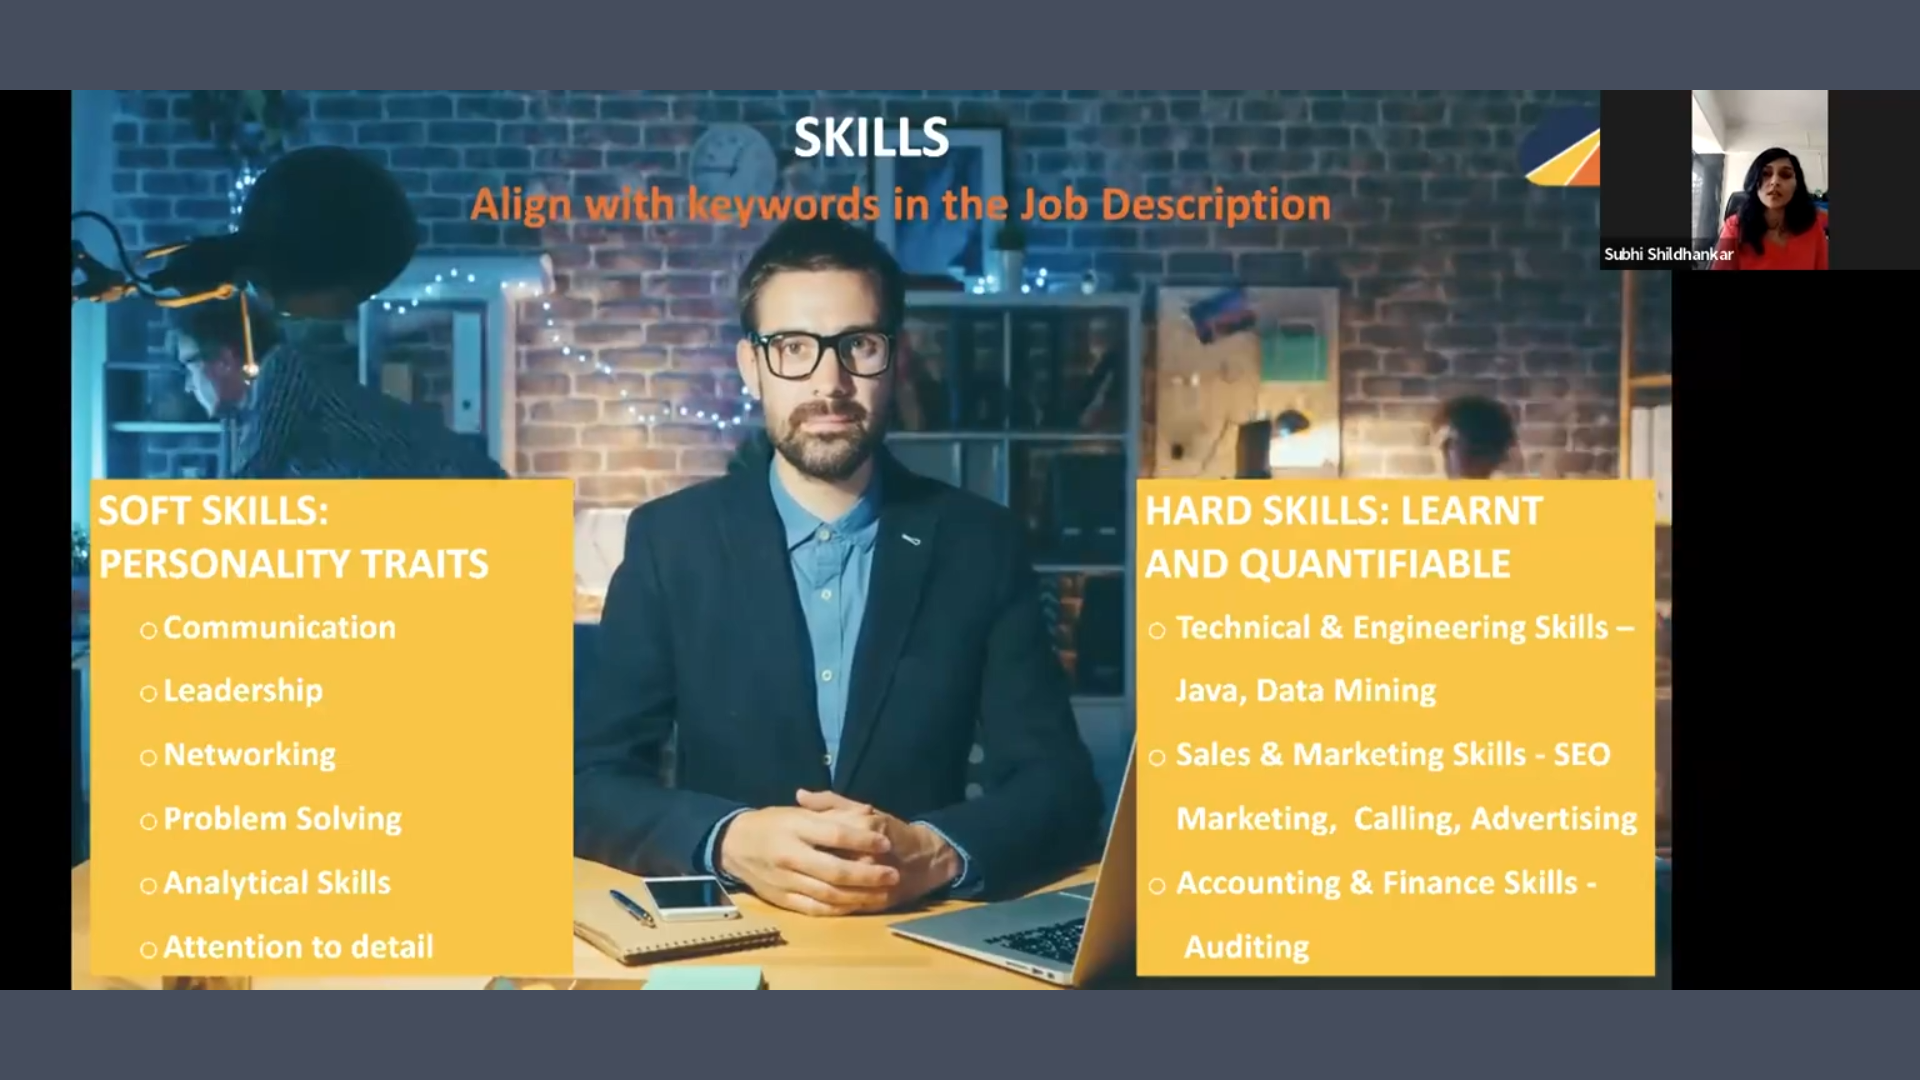 SKILLS
Align with keywords in the Job Description
Subhi Shildhankar
SOFT SKILLS:
PERSONALITY TRAITS
Communication
Leadership
Networking
Problem Solving
Analytical Skills
Attention to detail
HARD SKILLS: LEARNT
AND QUANTIFIABLE
Technical & Engineering Skills –
Java, Data Mining
Sales & Marketing Skills - SEO
Marketing, Calling, Advertising
Accounting & Finance Skills -
Auditing